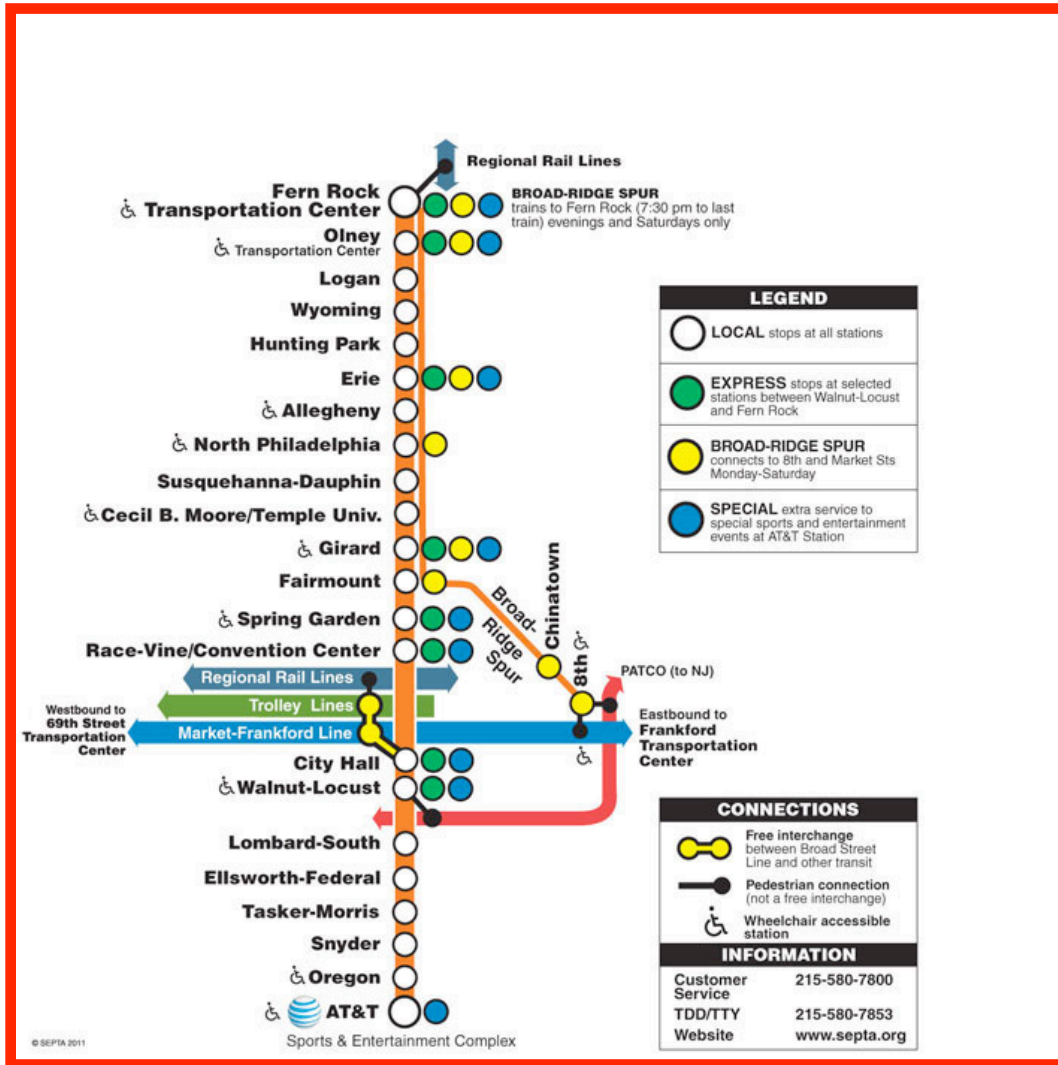 Regional Rail Lines
Fern Rock
Transportation Center
BROAD-RIDGE SPUR
trains to Fern Rock (7:30 pm to last
train) evenings and Saturdays only
Olney
Transportation Center
Logan
Wyoming
Hunting Park
Erie
Allegheny
North Philadelphia
Susquehanna-Dauphin
Cecil B. Moore/Temple Univ.
Girard
Fairmount
Spring Garden
Race-Vine/Convention Center
Broad-
Ridge Spur
Chinatown
8th
PATCO (to NJ)
Regional Rail Lines
Trolley Lines
Market-Frankford Line
Westbound to
69th Street
Transportation
Center
Eastbound to
Frankford
Transportation
Center
City Hall
Walnut-Locust
Lombard-South
Ellsworth-Federal
Tasker-Morris
Snyder
Oregon
AT&T
Sports & Entertainment Complex
LEGEND
LOCAL stops at all stations
EXPRESS stops at selected
stations between Walnut-Locust
and Fern Rock
BROAD-RIDGE SPUR
connects to 8th and Market Sts
Monday-Saturday
SPECIAL extra service to
special sports and entertainment
events at AT&T Station
CONNECTIONS
Free interchange
between Broad Street
Line and other transit
Pedestrian connection
(not a free interchange)
Wheelchair accessible
station
INFORMATION
Customer Service 215-580-7800
TDD/TTY 215-580-7853
Website www.septa.org
© SEPTA 2011